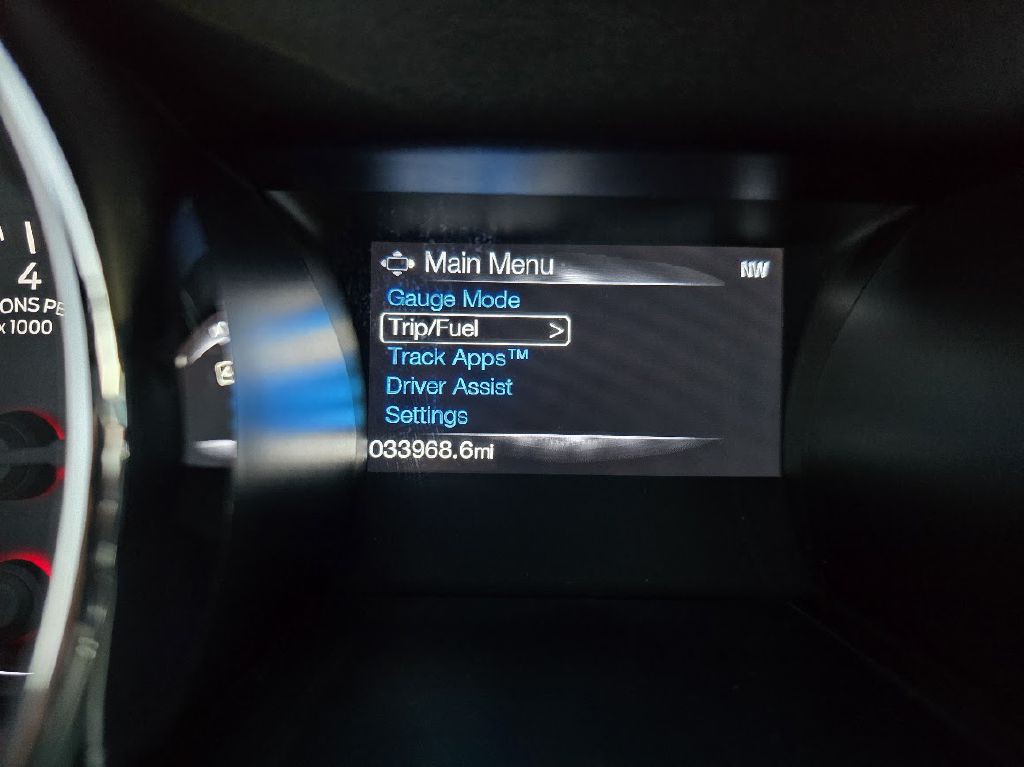 Main Menu NW
Gauge Mode
Trip/Fuel >
Track Apps™
Driver Assist
Settings
033968.6mi
4
x1000